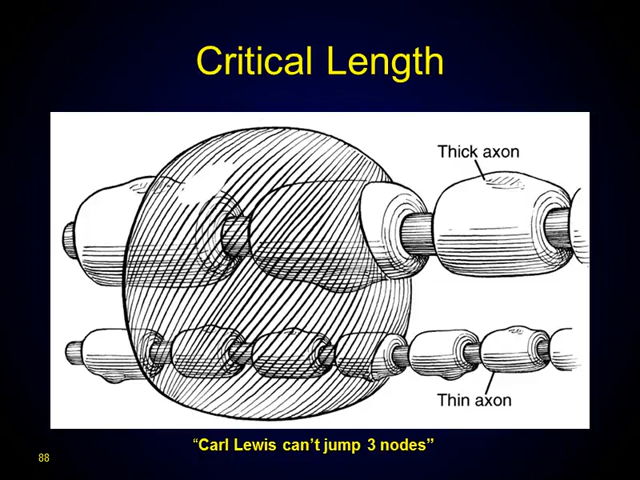 Critical Length
Thick axon
Thin axon
“Carl Lewis can’t jump 3 nodes”
88